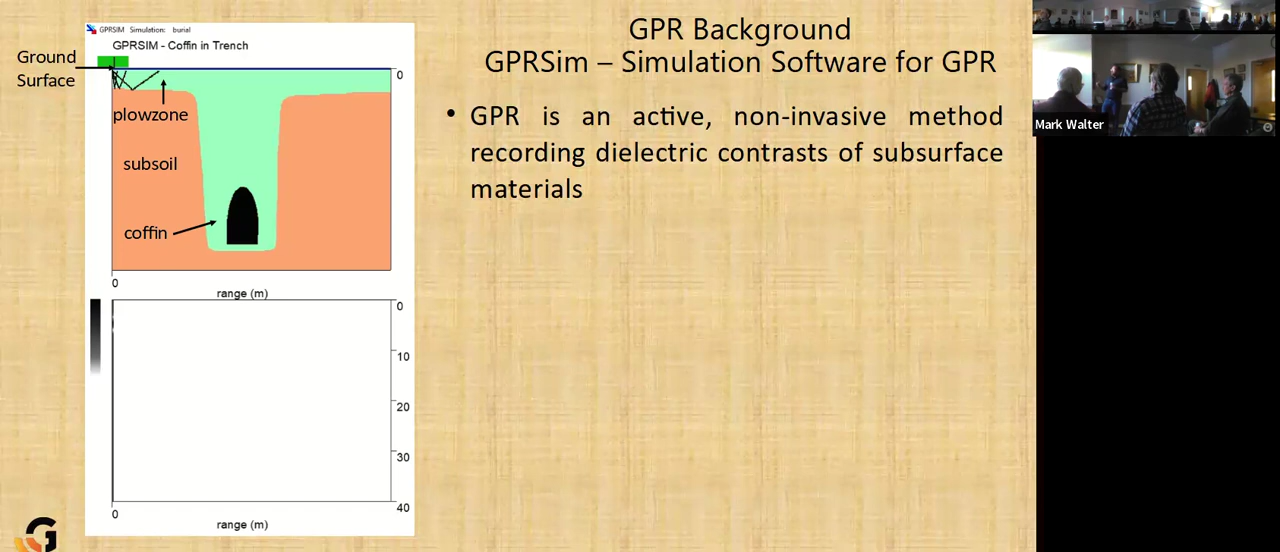 GPRSIM Simulation: burial
GPRSIM - Coffin in Trench
Ground
Surface
0
plowzone
subsoil
coffin
0
range (m)
0
10
20
30
40
0
range (m)
GPR Background
GPRSim – Simulation Software for GPR
• GPR is an active, non-invasive method
recording dielectric contrasts of subsurface
materials
Mark Walter
G